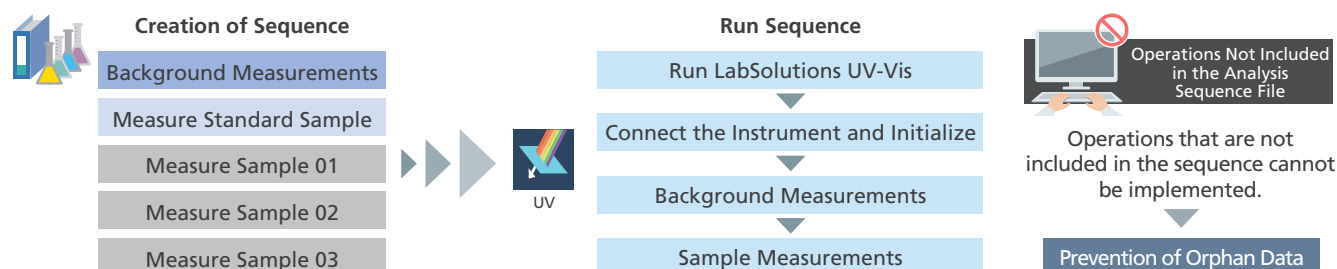 Creation of Sequence
Background Measurements
Measure Standard Sample
Measure Sample 01
Measure Sample 02
Measure Sample 03
UV
Run Sequence
Run LabSolutions UV-Vis
Connect the Instrument and Initialize
Background Measurements
Sample Measurements
Operations Not Included
in the Analysis
Sequence File
Operations that are not
included in the sequence cannot
be implemented.
Prevention of Orphan Data